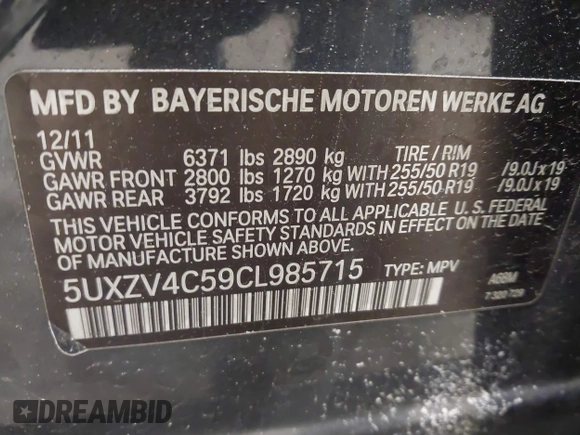 MFD BY BAYERISCHE MOTOREN WERKE AG
12/11
GVWR 6371 lbs 2890 kg TIRE / RIM
GAWR FRONT 2800 lbs 1270 kg WITH 255/50 R19 /9.0J x 19
GAWR REAR 3792 lbs 1720 kg WITH 255/50 R19 /9.0J x 19
THIS VEHICLE CONFORMS TO ALL APPLICABLE U. S. FEDERAL
MOTOR VEHICLE SAFETY STANDARDS IN EFFECT ON THE DATE
OF MANUFACTURE SHOWN ABOVE.
5UXZV4C59CL985715 TYPE: MPV
DREAMBID